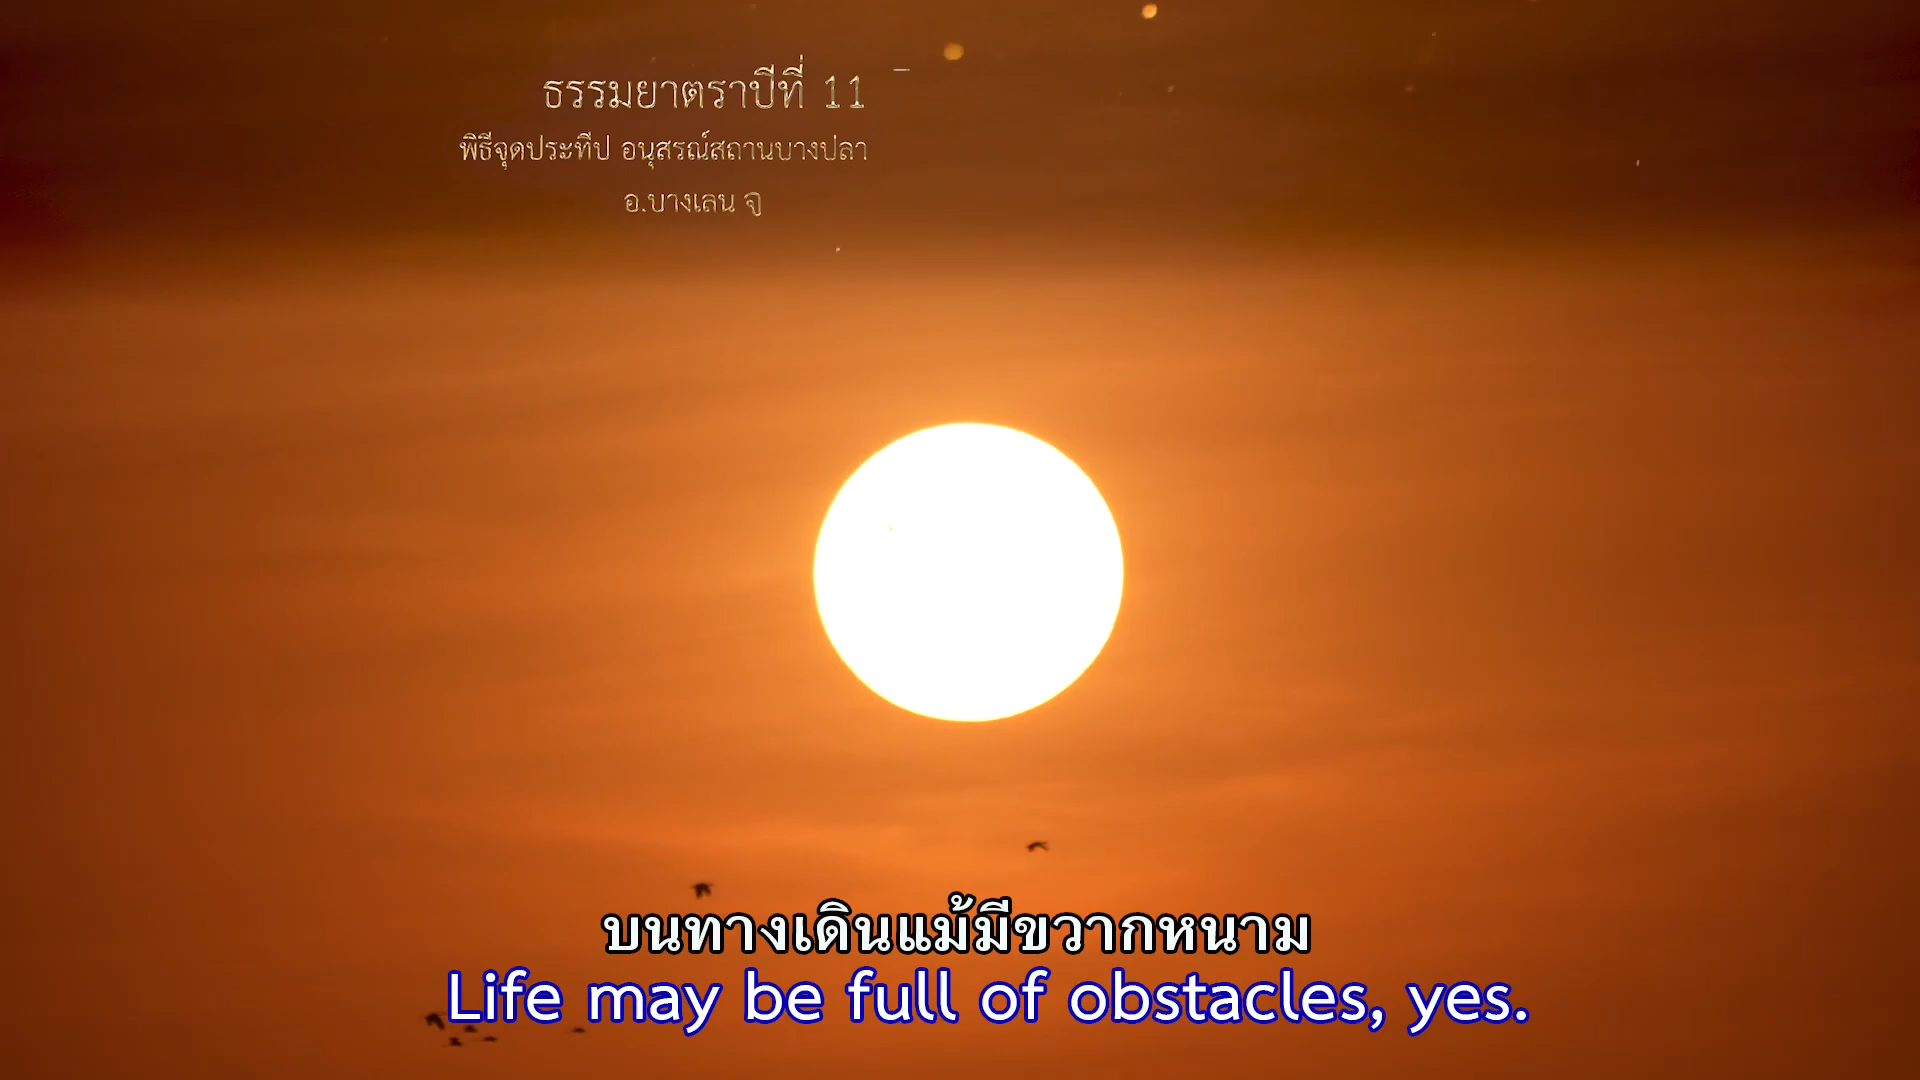 ธรรมยาตราปีที่ 11
พิธีจุดประทีป อนุสรณ์สถานบางปลา
อ.บางเลน จ
บนทางเดินแม้มีขวากหนาม
Life may be full of obstacles, yes.